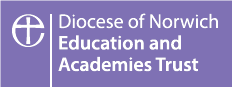 Diocese of Norwich
Education and
Academies Trust